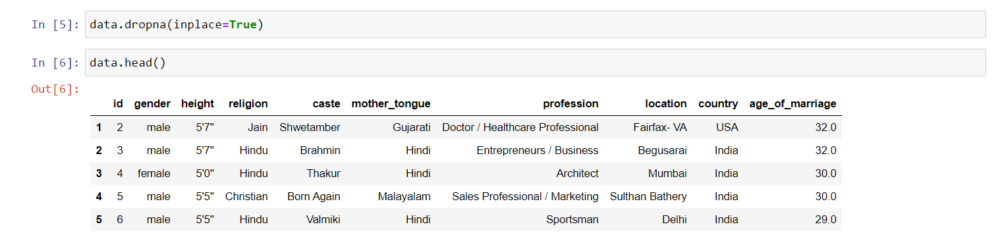 In [5]: data.dropna(inplace=True)
In [6]: data.head()
Out[6]:
id gender height religion caste mother_tongue profession location country age_of_marriage
1 2 male 5'7" Jain Shwetamber Gujarati Doctor / Healthcare Professional Fairfax- VA USA 32.0
2 3 male 5'7" Hindu Brahmin Hindi Entrepreneurs / Business Begusarai India 32.0
3 4 female 5'0" Hindu Thakur Hindi Architect Mumbai India 30.0
4 5 male 5'5" Christian Born Again Malayalam Sales Professional / Marketing Sulthan Bathery India 30.0
5 6 male 5'5" Hindu Valmiki Hindi Sportsman Delhi India 29.0